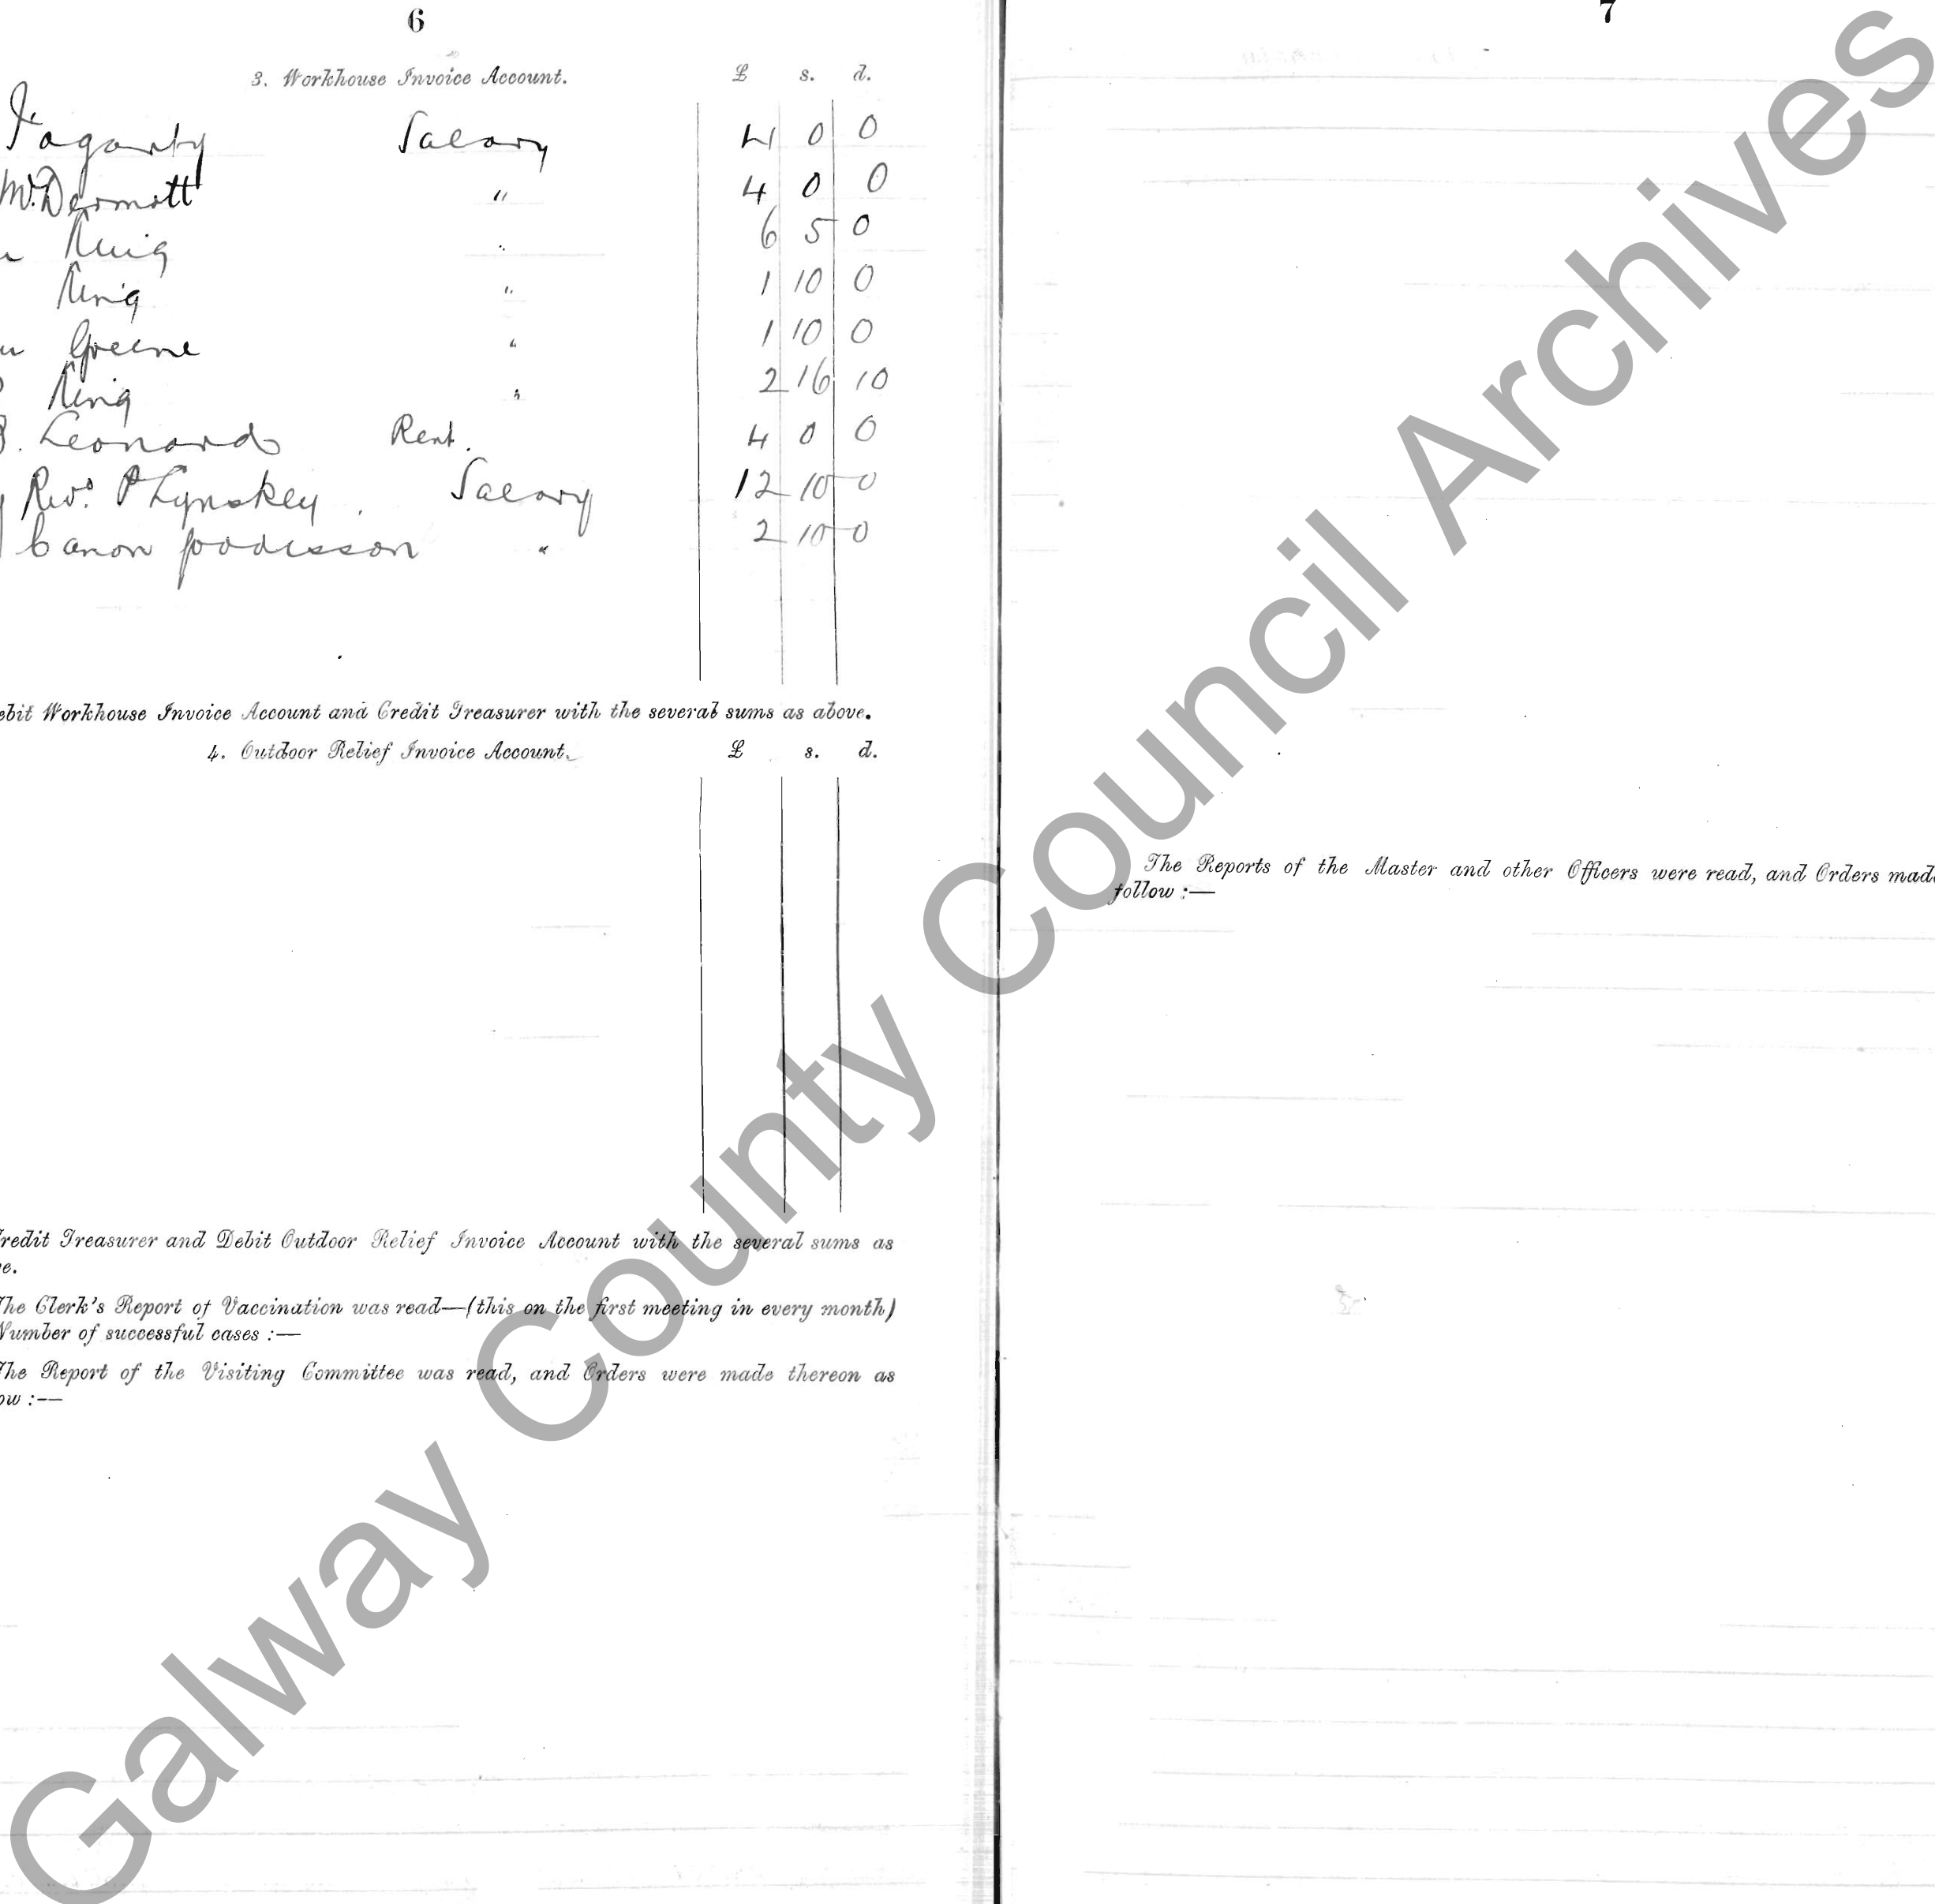 6
3. Workhouse Invoice Account. £ s. d.
Fogarty Salary 4 0 0
McDermott " 4 0 0
King " 6 5 0
King " 1 10 0
Greene " 1 10 0
King " 2 16 10
Leonard Rent. 4 0 0
Revd. P Lynskey. Salary 12 10 0
Canon " 2 10 0
ebit Workhouse Invoice Account and Credit Treasurer with the several sums as above.
4. Outdoor Relief Invoice Account. £ s. d.
redit Treasurer and Debit Outdoor Relief Invoice Account with the several sums as
e.
The Clerk's Report of Vaccination was read—(this on the first meeting in every month)
Number of successful cases :—
The Report of the Visiting Committee was read, and Orders were made thereon as
ow :—
7
The Reports of the Master and other Officers were read, and Orders made
follow :—
Galway County Council Archives